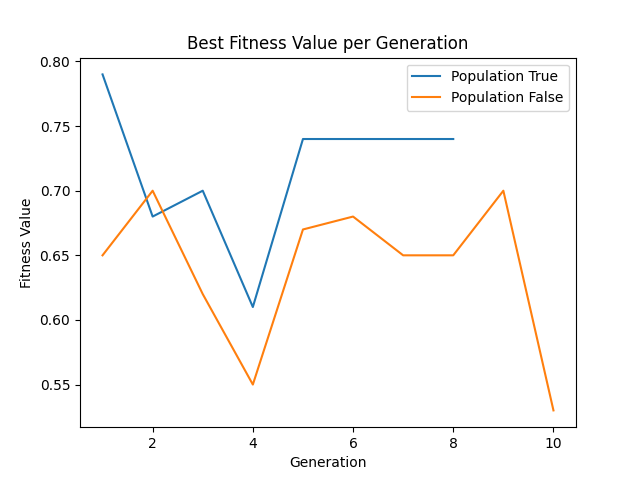 Best Fitness Value per Generation
Population True
Population False
Fitness Value
0.80
0.75
0.70
0.65
0.60
0.55
2 4 6 8 10
Generation